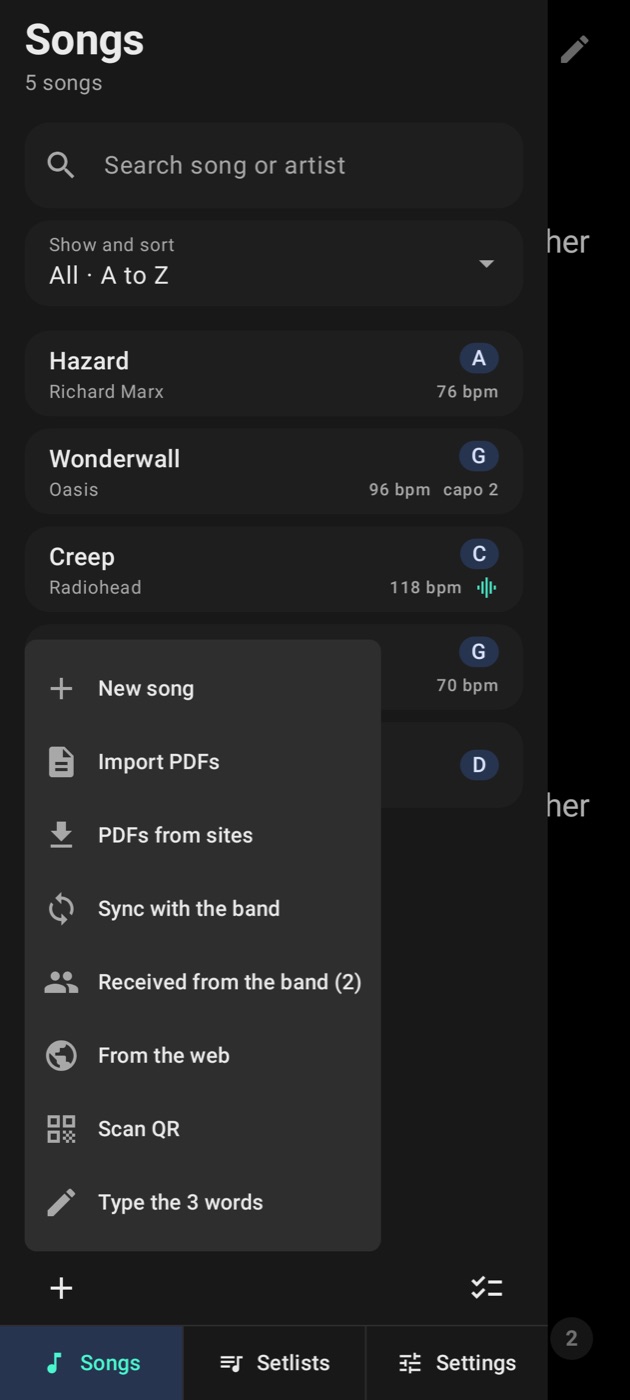 Songs
5 songs
Search song or artist
Show and sort
All · A to Z
her
Hazard
A
Richard Marx
76 bpm
Wonderwall
G
Oasis
96 bpm capo 2
Creep
C
Radiohead
118 bpm
G
70 bpm
D
her
New song
Import PDFs
PDFs from sites
Sync with the band
Received from the band (2)
From the web
Scan QR
Type the 3 words
2
Songs
Setlists
Settings